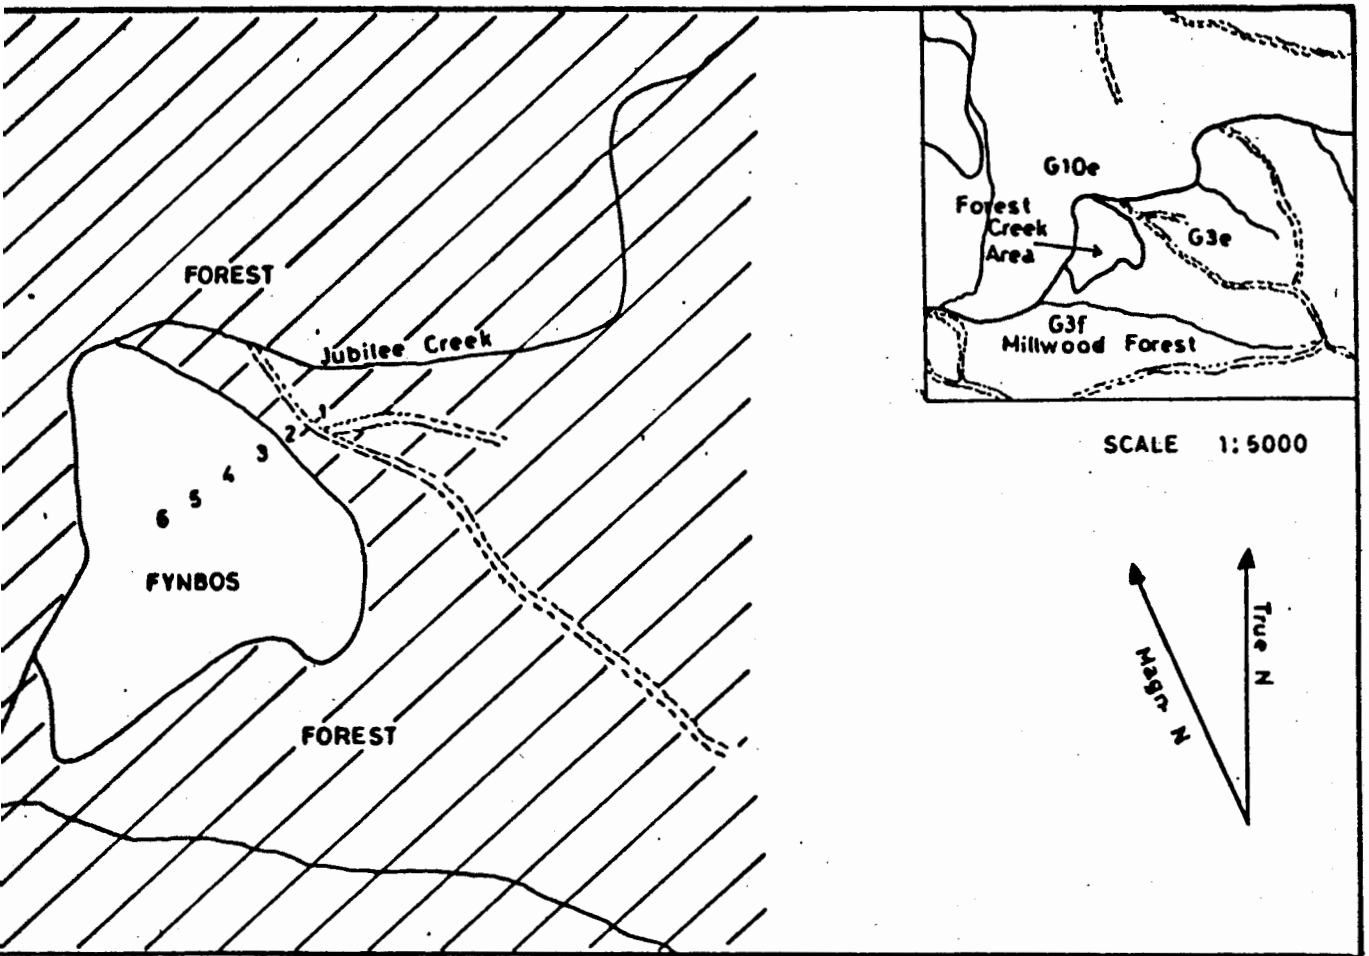 FOREST
Jubilee Creek
1
2
3
4
5
6
FYNBOS
FOREST
G10e
Forest
Creek
Area
G3e
G3f
Millwood Forest
SCALE 1:5000
Magn N
True N